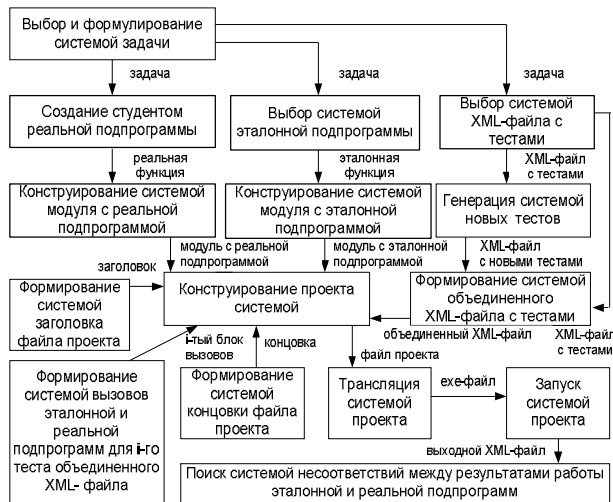 Выбор и формулирование
системой задачи
задача
задача
задача
Создание студентом
реальной подпрограммы
Выбор системой
эталонной подпрограммы
Выбор системой
XML-файла с
тестами
реальная
функция
эталонная
функция
XML-файл
с тестами
Конструирование системой
модуля с реальной
подпрограммой
Конструирование системой
модуля с эталонной
подпрограммой
Генерация системой
новых тестов
модуль с реальной
подпрограммой
модуль с эталонной
подпрограммой
XML-файл
с новыми тестами
заголовок
Формирование
системой
заголовка
файла проекта
Конструирование проекта
системой
Формирование системой
объединенного
XML-файла с тестами
объединенный XML-файл
XML-файл
с тестами
i-тый блок
вызовов
концовка
файл проекта
Формирование
системой вызовов
эталонной и
реальной
подпрограмм для i-го
теста объединенного
XML- файла
Формирование
системой
концовки файла
проекта
Трансляция
системой
проекта
exe-файл
Запуск
системой
проекта
выходной XML-файл
Поиск системой несоответствий между результатами работы
эталонной и реальной подпрограмм